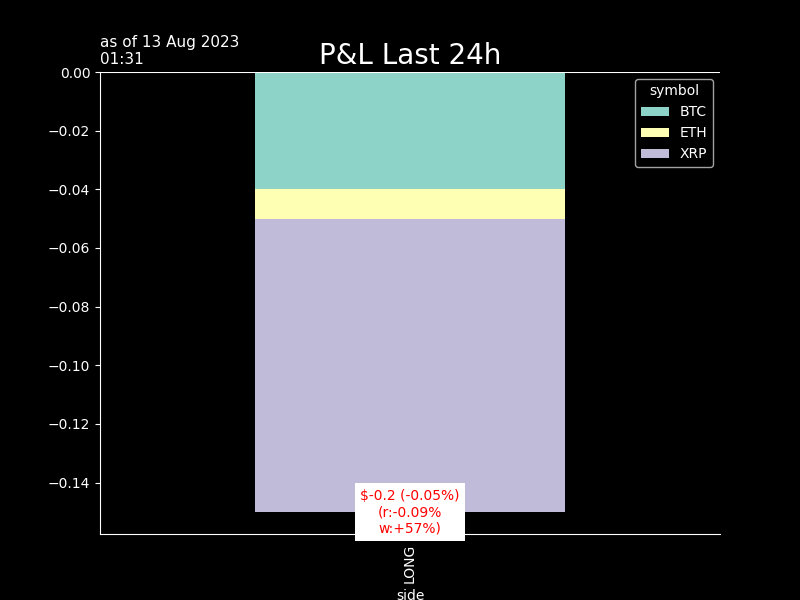 as of 13 Aug 2023
01:31
P&L Last 24h
symbol
BTC
ETH
XRP
0.00
−0.02
−0.04
−0.06
−0.08
−0.10
−0.12
−0.14
$-0.2 (-0.05%)
(r:-0.09%
w:+57%)
LONG
side